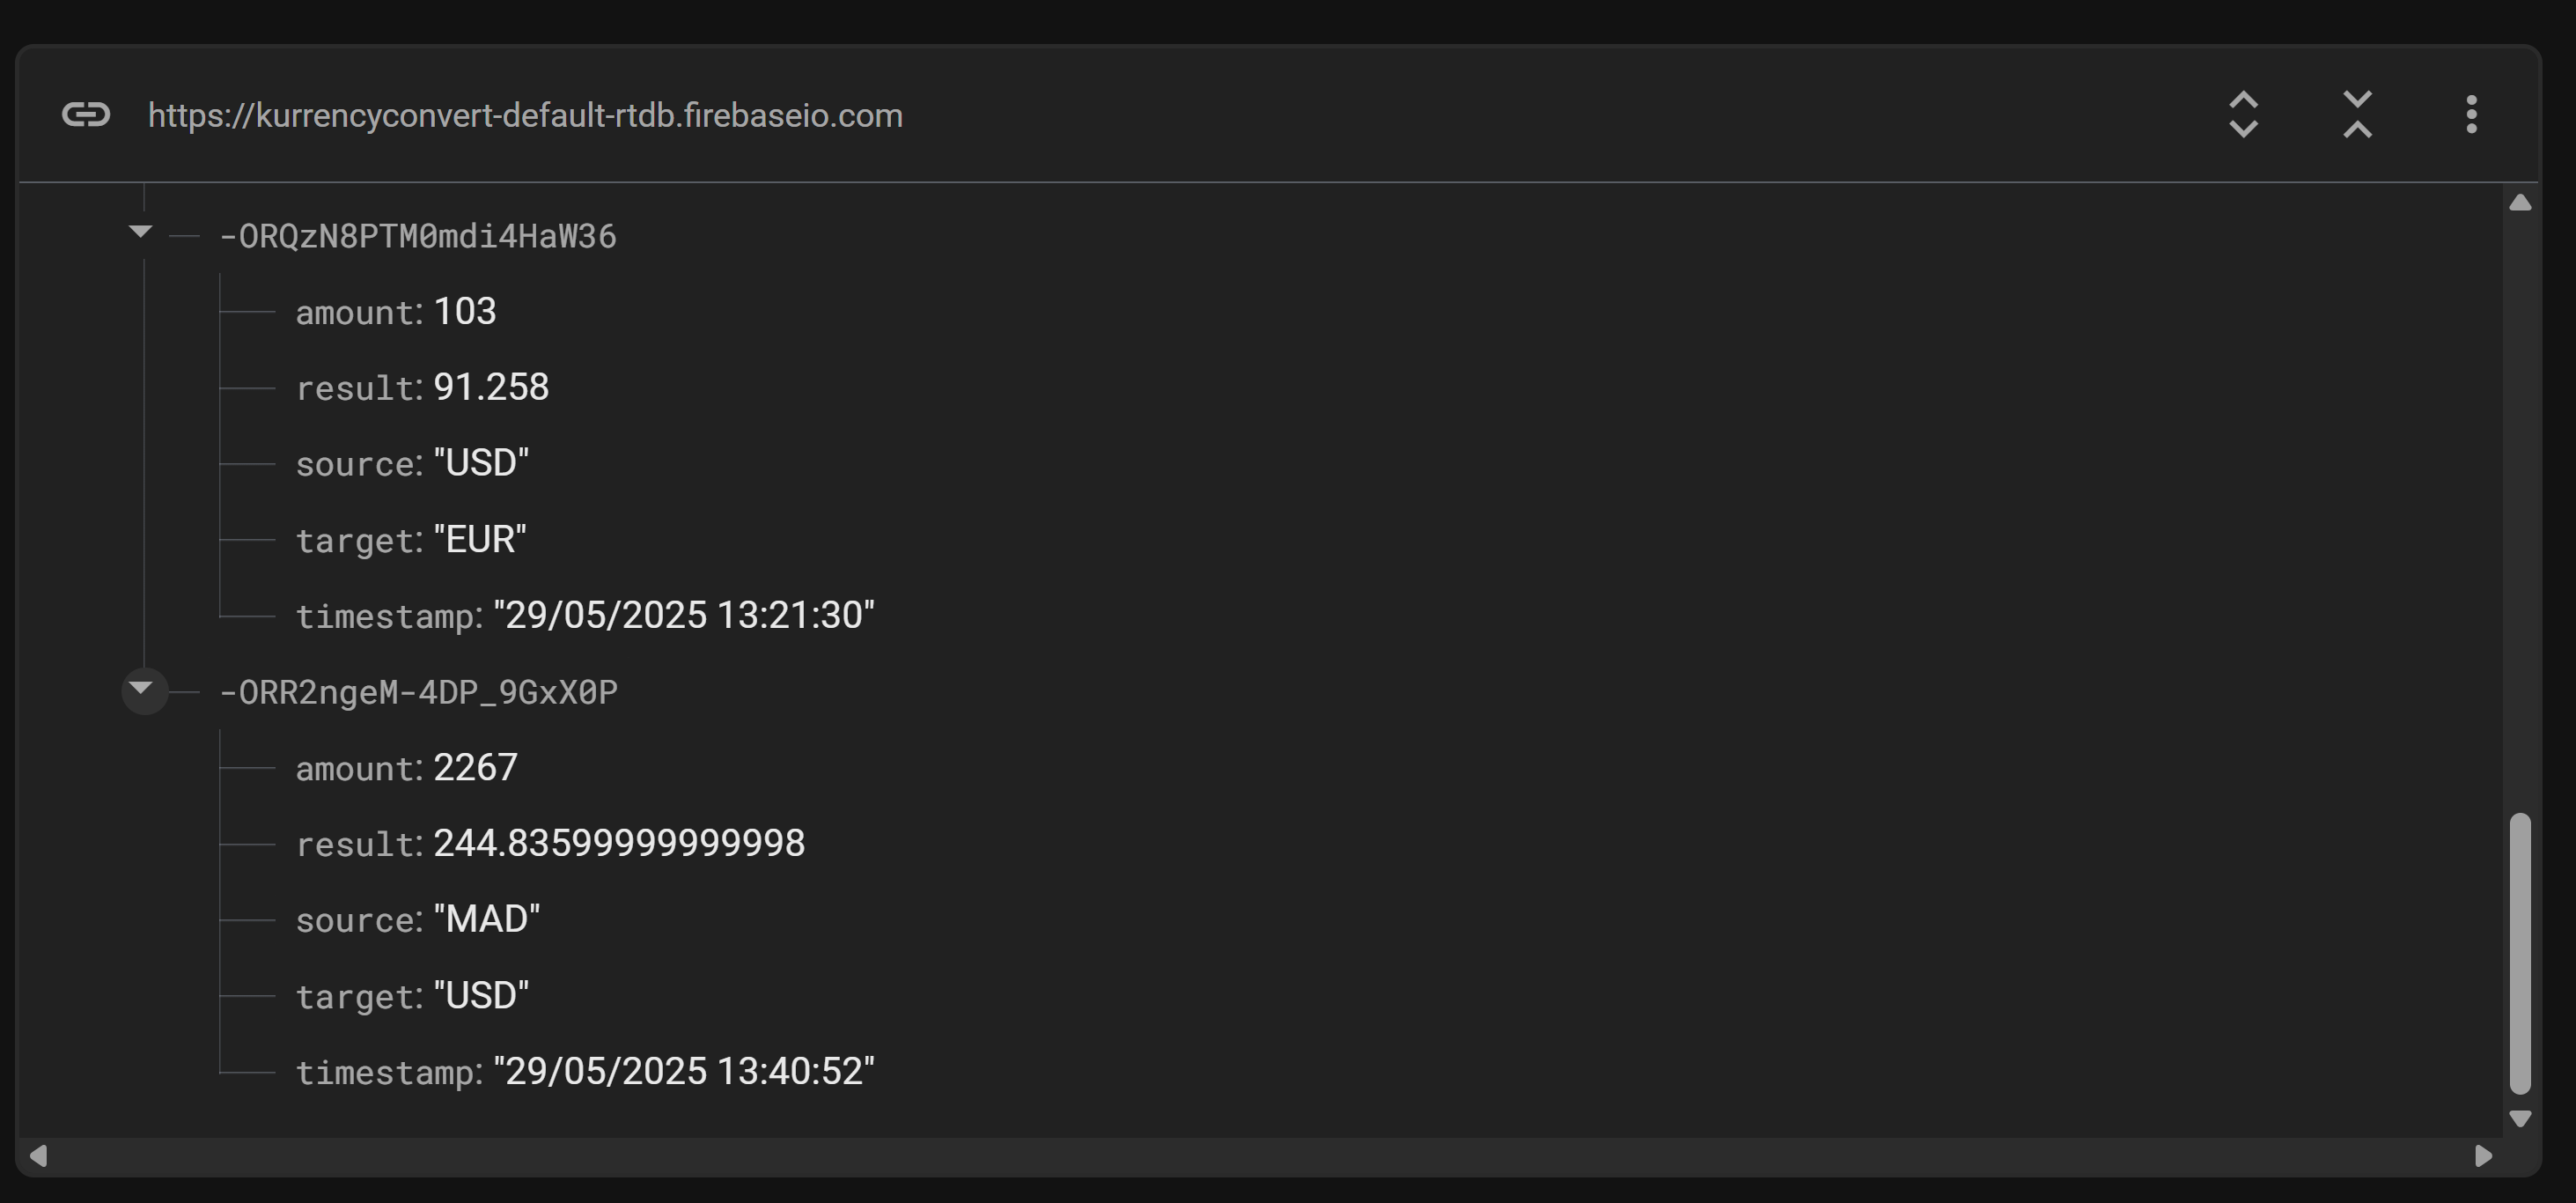 https://kurrencyconvert-default-rtdb.firebaseio.com
-ORQzN8PTM0mdi4HaW36
amount: 103
result: 91.258
source: "USD"
target: "EUR"
timestamp: "29/05/2025 13:21:30"
-ORR2ngeM-4DP_9GxX0P
amount: 2267
result: 244.83599999999998
source: "MAD"
target: "USD"
timestamp: "29/05/2025 13:40:52"